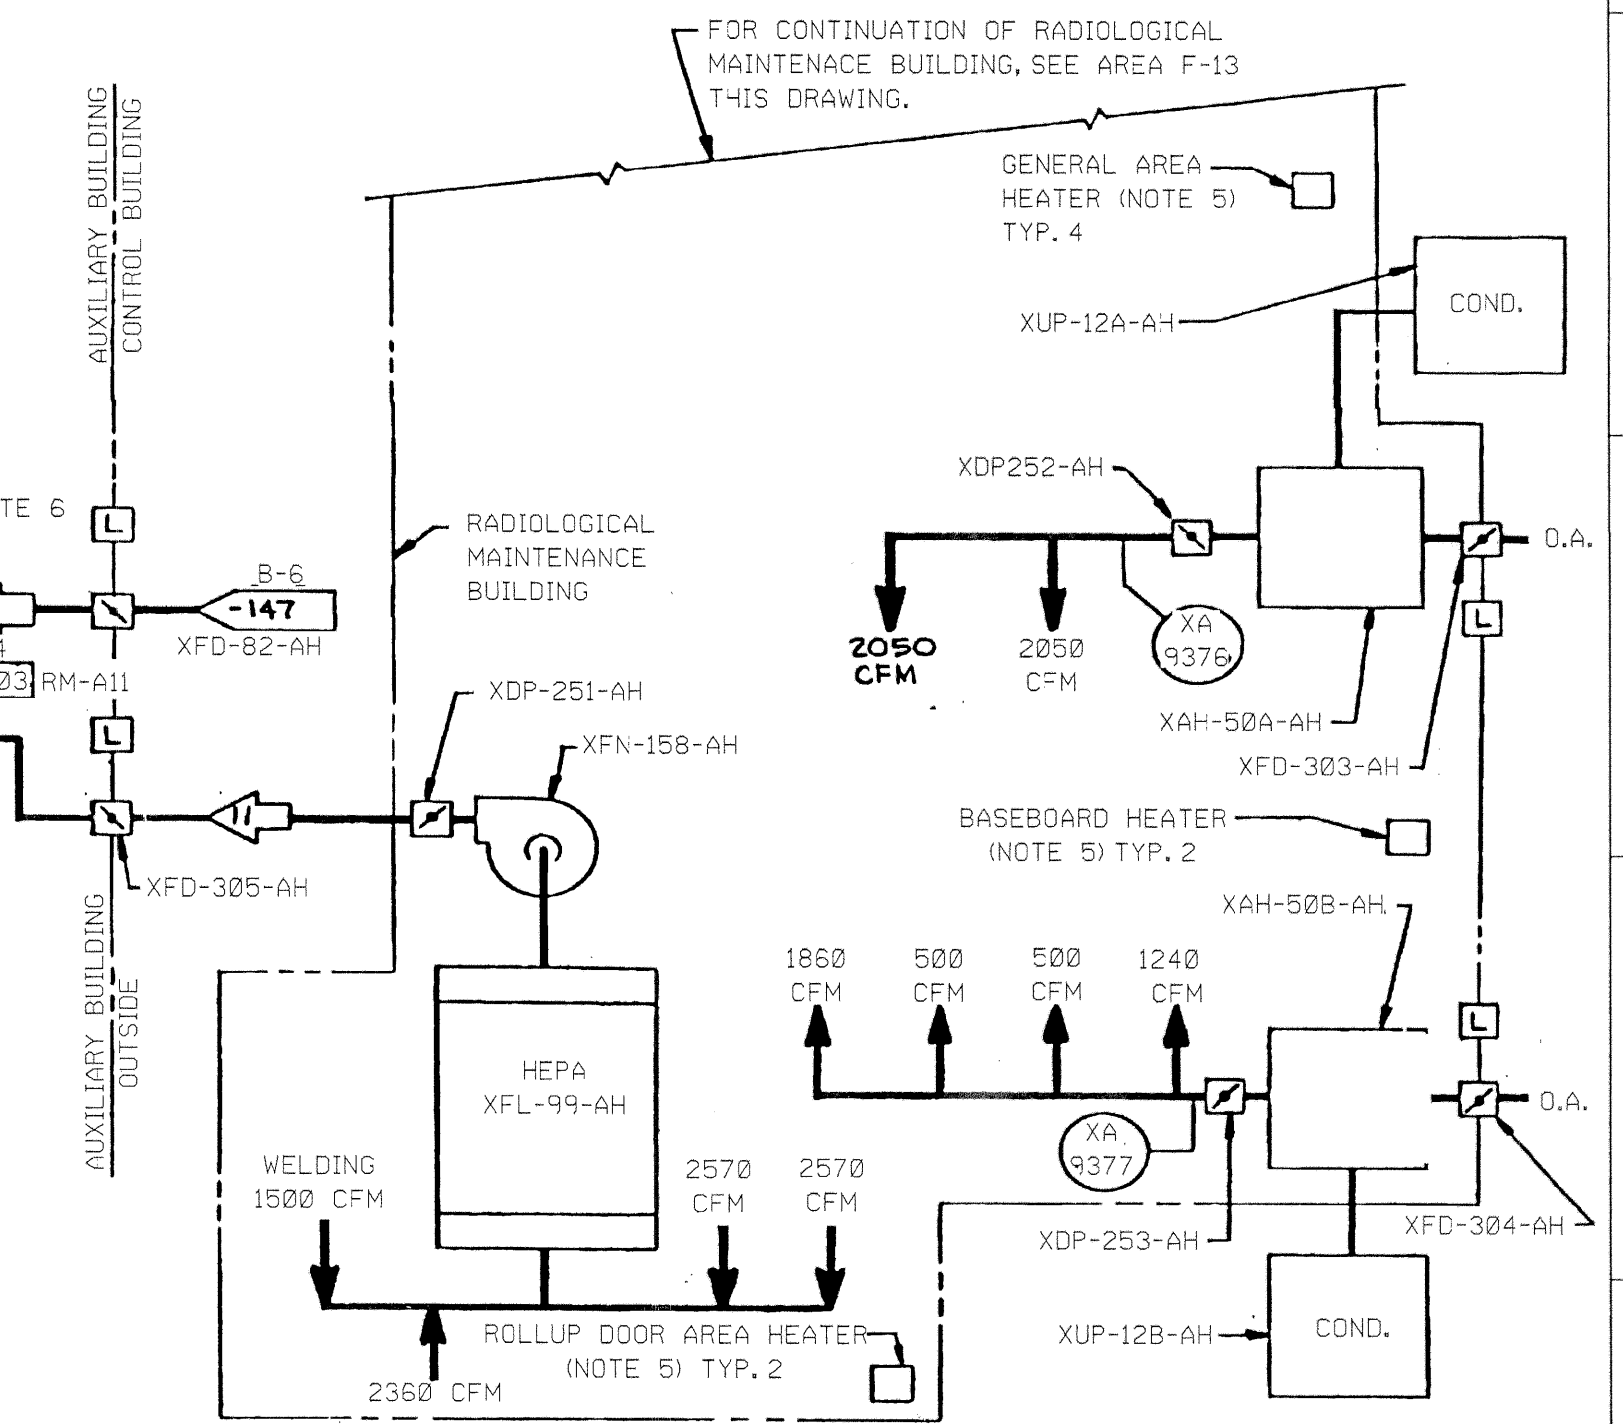 FOR CONTINUATION OF RADIOLOGICAL
MAINTENACE BUILDING, SEE AREA F-13
THIS DRAWING.
AUXILIARY BUILDING
CONTROL BUILDING
GENERAL AREA
HEATER (NOTE 5)
TYP. 4
COND.
XUP-12A-AH
XDP252-AH
TE 6
L
RADIOLOGICAL
MAINTENANCE
BUILDING
O.A.
B-6
-147
XFD-82-AH
L
XA
9376
2050
CFM
2050
CFM
03 RM-A11
XDP-251-AH
XAH-50A-AH
L
XFN-158-AH
XFD-303-AH
11
BASEBOARD HEATER
(NOTE 5) TYP. 2
XFD-305-AH
XAH-50B-AH
AUXILIARY BUILDING
OUTSIDE
1860
CFM
500
CFM
500
CFM
1240
CFM
L
HEPA
XFL-99-AH
O.A.
XA
9377
WELDING
1500 CFM
2570
CFM
2570
CFM
XFD-304-AH
XDP-253-AH
ROLLUP DOOR AREA HEATER
(NOTE 5) TYP. 2
XUP-12B-AH
COND.
2360 CFM